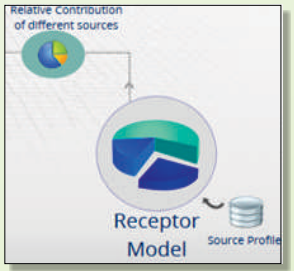 Relative Contribution
of different sources
Receptor
Model
Source Profile